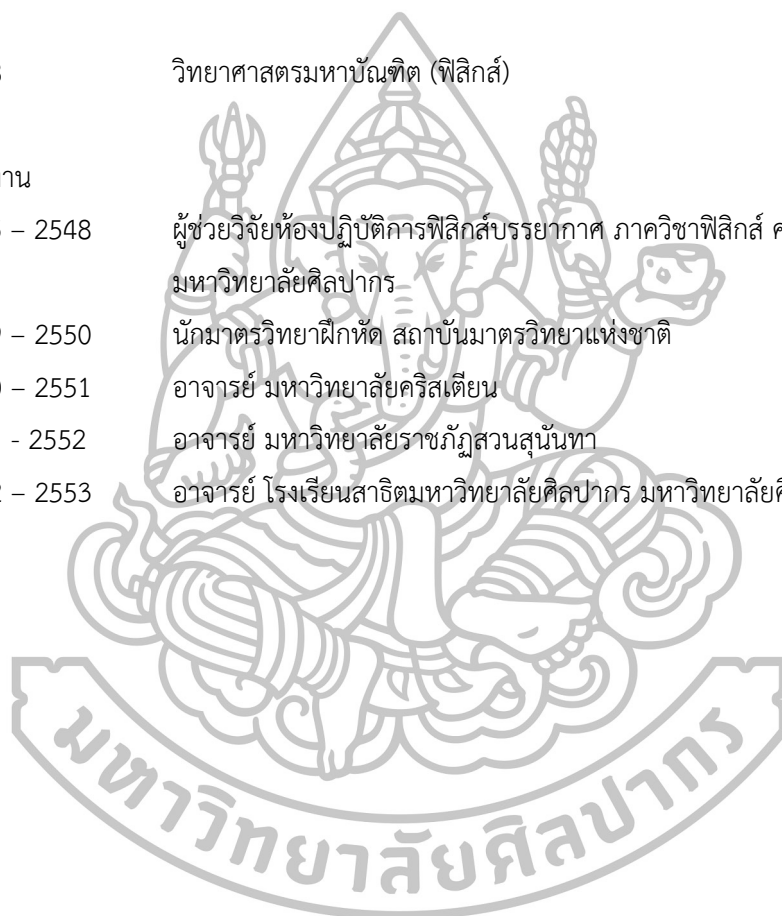 วิทยาศาสตรมหาบัณฑิต (ฟิสิกส์)
– 2548 ผู้ช่วยวิจัยห้องปฏิบัติการฟิสิกส์บรรยากาศ ภาควิชาฟิสิกส์
มหาวิทยาลัยศิลปากร
– 2550 นักมาตรวิทยาฝึกหัด สถาบันมาตรวิทยาแห่งชาติ
– 2551 อาจารย์ มหาวิทยาลัยคริสเตียน
- 2552 อาจารย์ มหาวิทยาลัยราชภัฏสวนสุนันทา
– 2553 อาจารย์ โรงเรียนสาธิตมหาวิทยาลัยศิลปากร
มหาวิทยาลัยศิลปากร